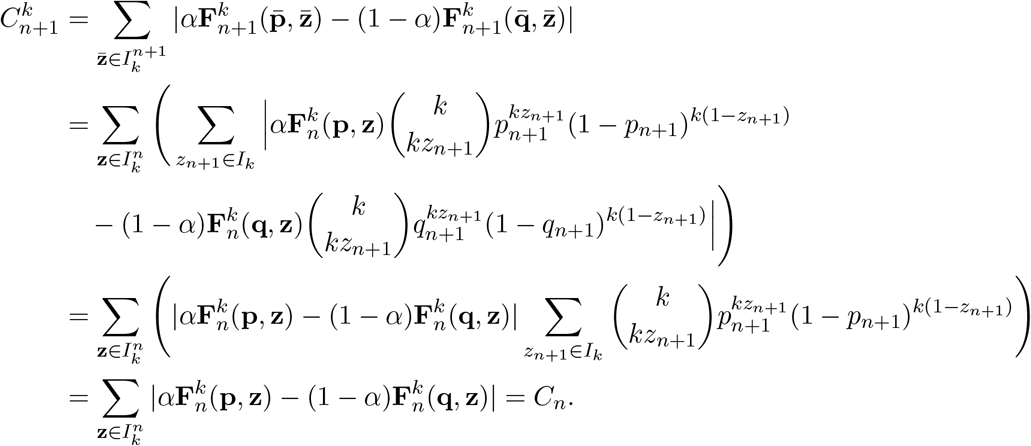 C^k_{n+1} = \sum_{\bar{\mathbf{z}} \in I_k^{n+1}} |\alpha \mathbf{F}^k_{n+1}(\bar{\mathbf{p}}, \bar{\mathbf{z}}) - (1 - \alpha) \mathbf{F}^k_{n+1}(\bar{\mathbf{q}}, \bar{\mathbf{z}})|
= \sum_{\mathbf{z} \in I_k^n} \left( \sum_{z_{n+1} \in I_k} \left| \alpha \mathbf{F}^k_n(\mathbf{p}, \mathbf{z}) \binom{k}{kz_{n+1}} p_{n+1}^{kz_{n+1}} (1 - p_{n+1})^{k(1-z_{n+1})} \right. \right.
\left. \left. - (1 - \alpha) \mathbf{F}^k_n(\mathbf{q}, \mathbf{z}) \binom{k}{kz_{n+1}} q_{n+1}^{kz_{n+1}} (1 - q_{n+1})^{k(1-z_{n+1})} \right| \right)
= \sum_{\mathbf{z} \in I_k^n} \left( |\alpha \mathbf{F}^k_n(\mathbf{p}, \mathbf{z}) - (1 - \alpha) \mathbf{F}^k_n(\mathbf{q}, \mathbf{z})| \sum_{z_{n+1} \in I_k} \binom{k}{kz_{n+1}} p_{n+1}^{kz_{n+1}} (1 - p_{n+1})^{k(1-z_{n+1})} \right)
= \sum_{\mathbf{z} \in I_k^n} |\alpha \mathbf{F}^k_n(\mathbf{p}, \mathbf{z}) - (1 - \alpha) \mathbf{F}^k_n(\mathbf{q}, \mathbf{z})| = C_n.